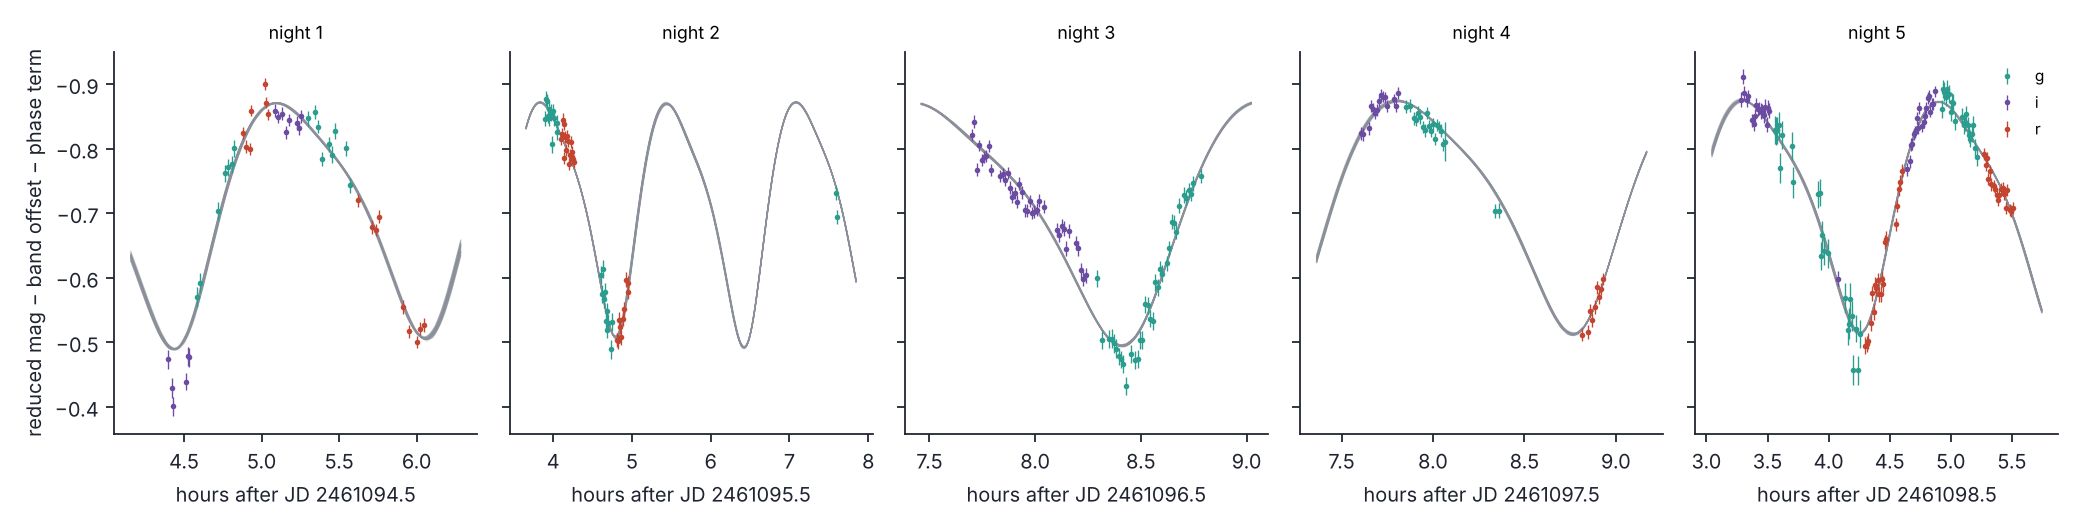 night 1
night 2
night 3
night 4
night 5
reduced mag − band offset − phase term
−0.9
−0.8
−0.7
−0.6
−0.5
−0.4
g
i
r
4.5 5.0 5.5 6.0
4 5 6 7 8
7.5 8.0 8.5 9.0
7.5 8.0 8.5 9.0
3.0 3.5 4.0 4.5 5.0 5.5
hours after JD 2461094.5
hours after JD 2461095.5
hours after JD 2461096.5
hours after JD 2461097.5
hours after JD 2461098.5